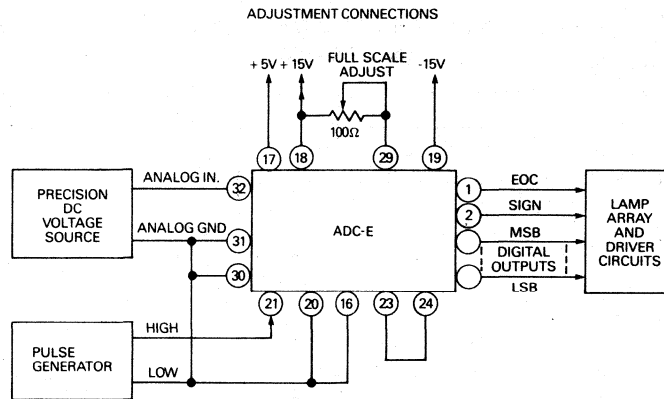 ADJUSTMENT CONNECTIONS
+ 5V + 15V
FULL SCALE
ADJUST
-15V
100Ω
17
18
29
19
PRECISION
DC
VOLTAGE
SOURCE
ANALOG IN.
ANALOG GND
32
31
30
ADC-E
1
2
EOC
SIGN
MSB
DIGITAL
OUTPUTS
LSB
LAMP
ARRAY
AND
DRIVER
CIRCUITS
21
20
16
23
24
PULSE
GENERATOR
HIGH
LOW